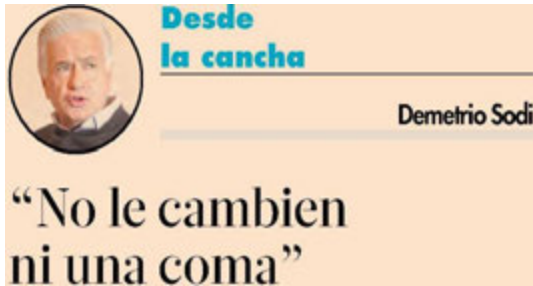 Desde
la cancha
Demetrio Sodi
“No le cambien
ni una coma”